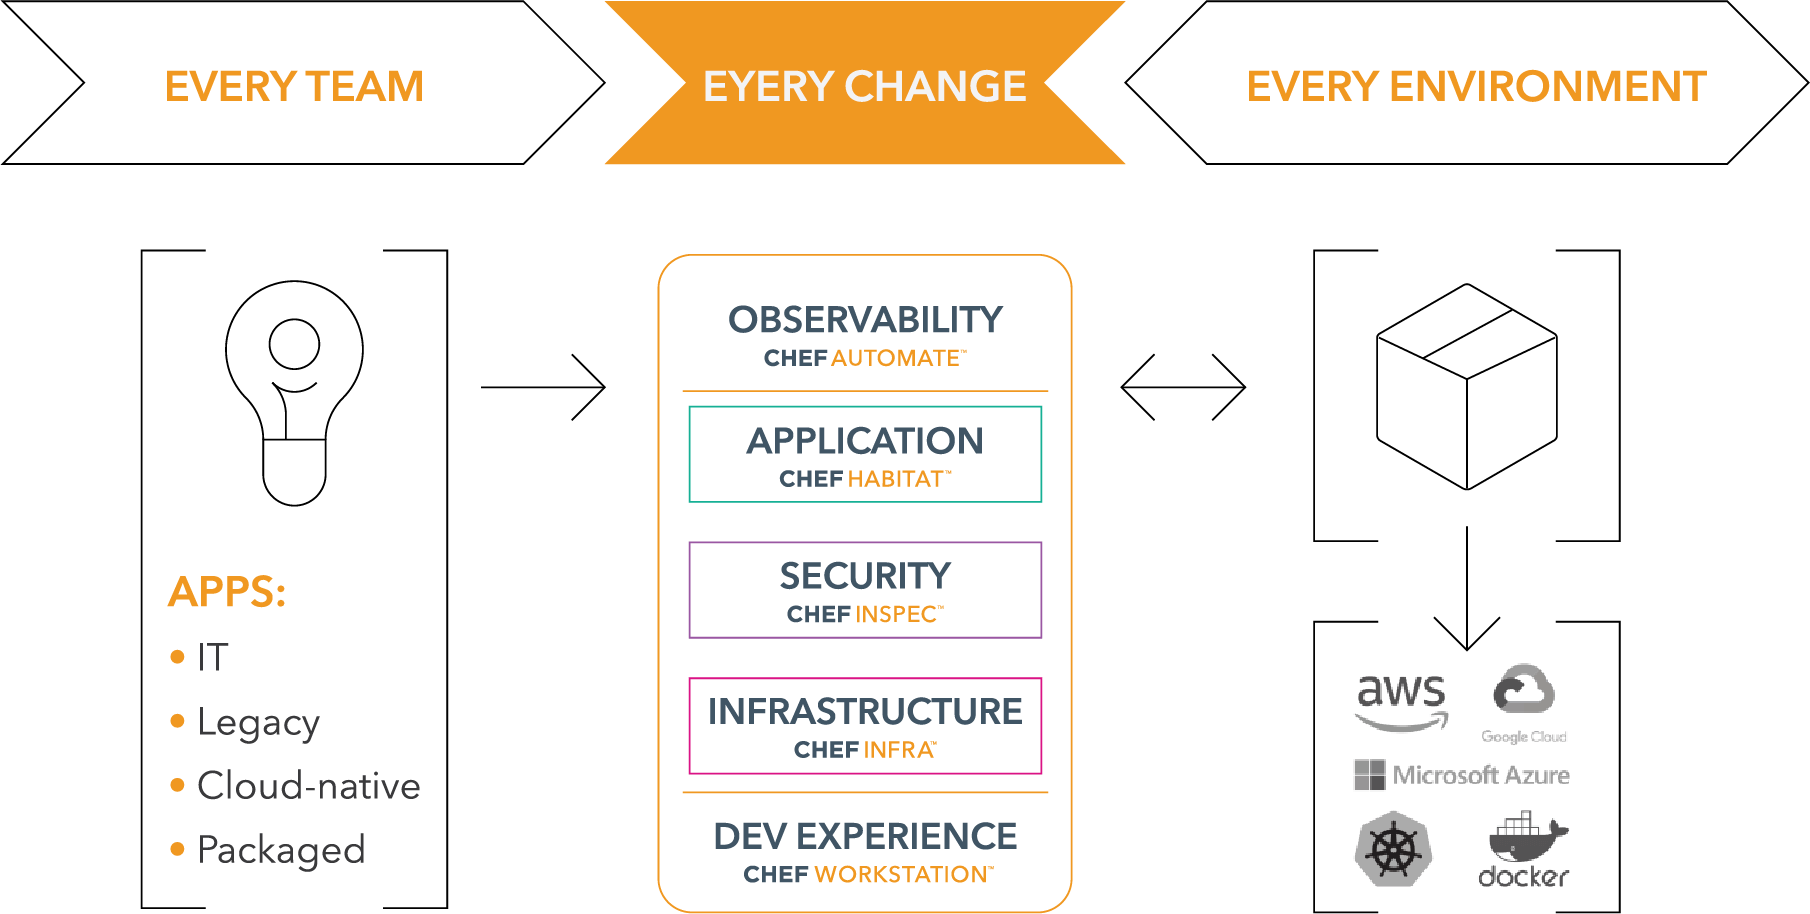 EVERY TEAM
EYERY CHANGE
EVERY ENVIRONMENT
APPS:
• IT
• Legacy
• Cloud-native
• Packaged
OBSERVABILITY
CHEF AUTOMATE™
APPLICATION
CHEF HABITAT™
SECURITY
CHEF INSPEC™
INFRASTRUCTURE
CHEF INFRA™
DEV EXPERIENCE
CHEF WORKSTATION™
aws
Google Cloud
Microsoft Azure
docker